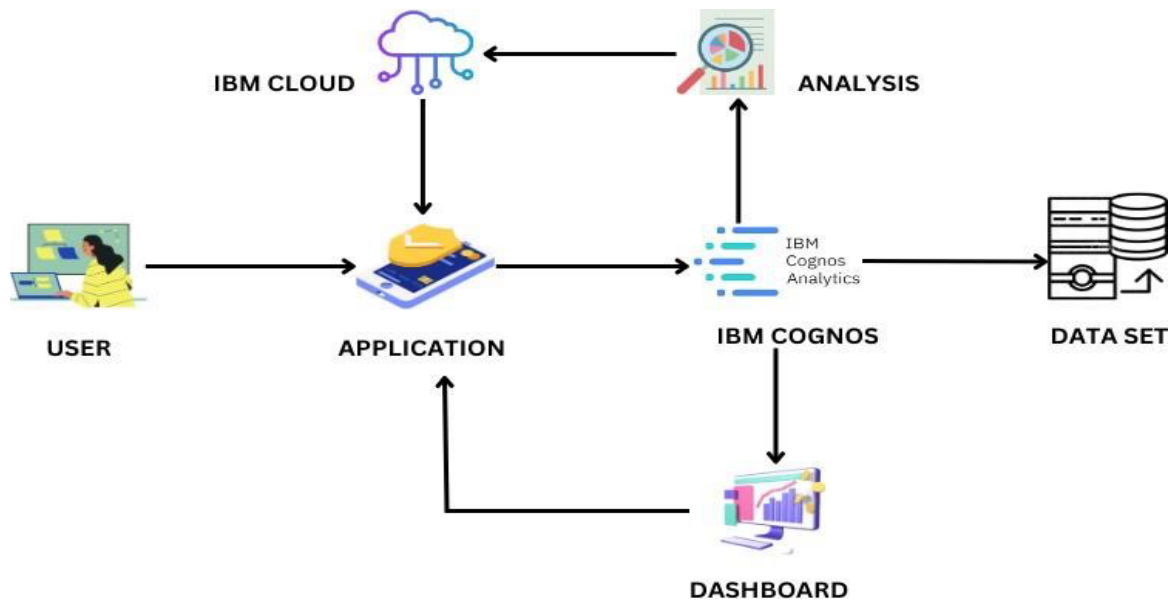 IBM CLOUD
ANALYSIS
IBM
Cognos
Analytics
USER
APPLICATION
IBM COGNOS
DATA SET
DASHBOARD